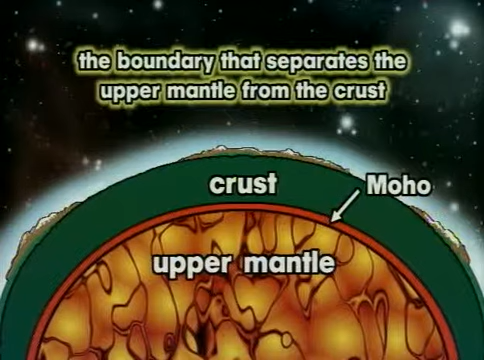 the boundary that separates the
upper mantle from the crust
crust
Moho
upper mantle